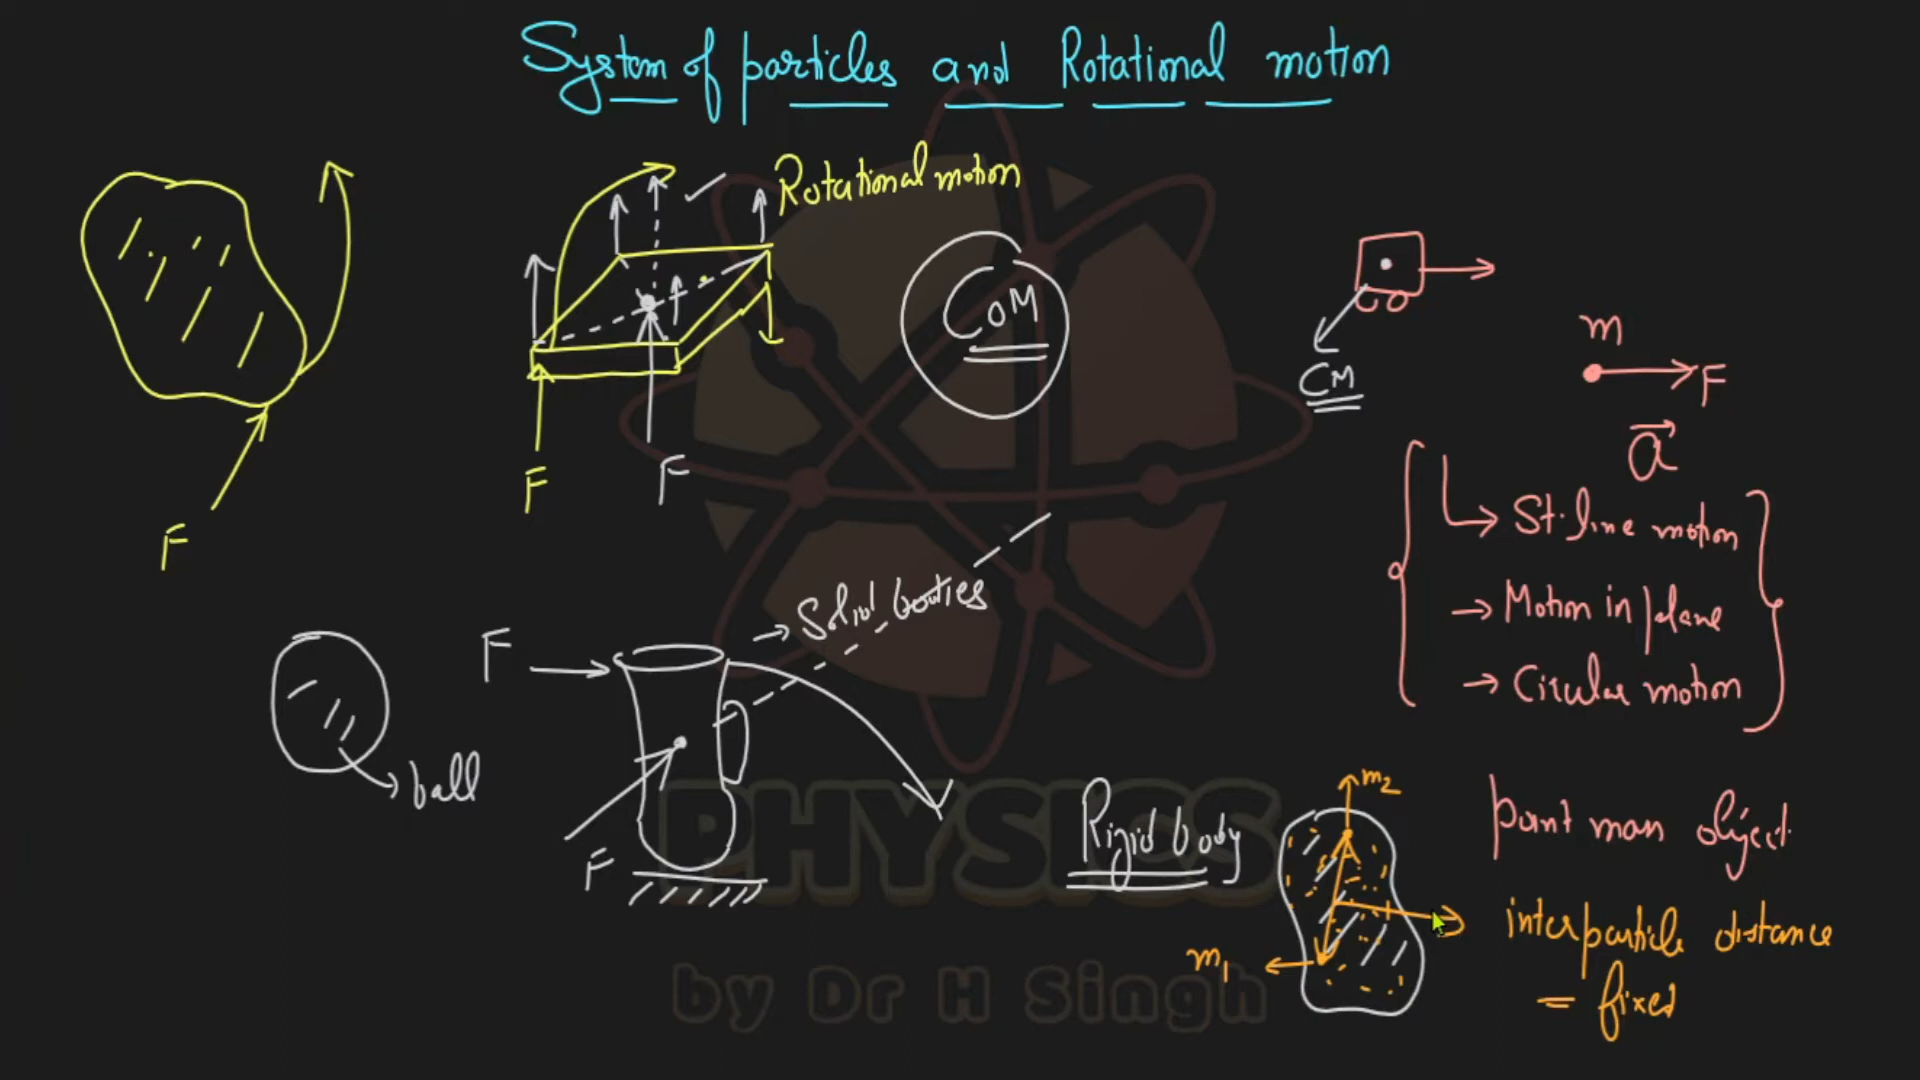 System of particles and Rotational motion
Rotational motion
COM
CM
m
F
a
F
F
F
St. line motion
Motion in plane
Circular motion
→ Solid bodies
F
ball
F
Rigid body
m2
m1
point mass object
interparticle distance
= fixed
PHYSICS
by Dr H Singh